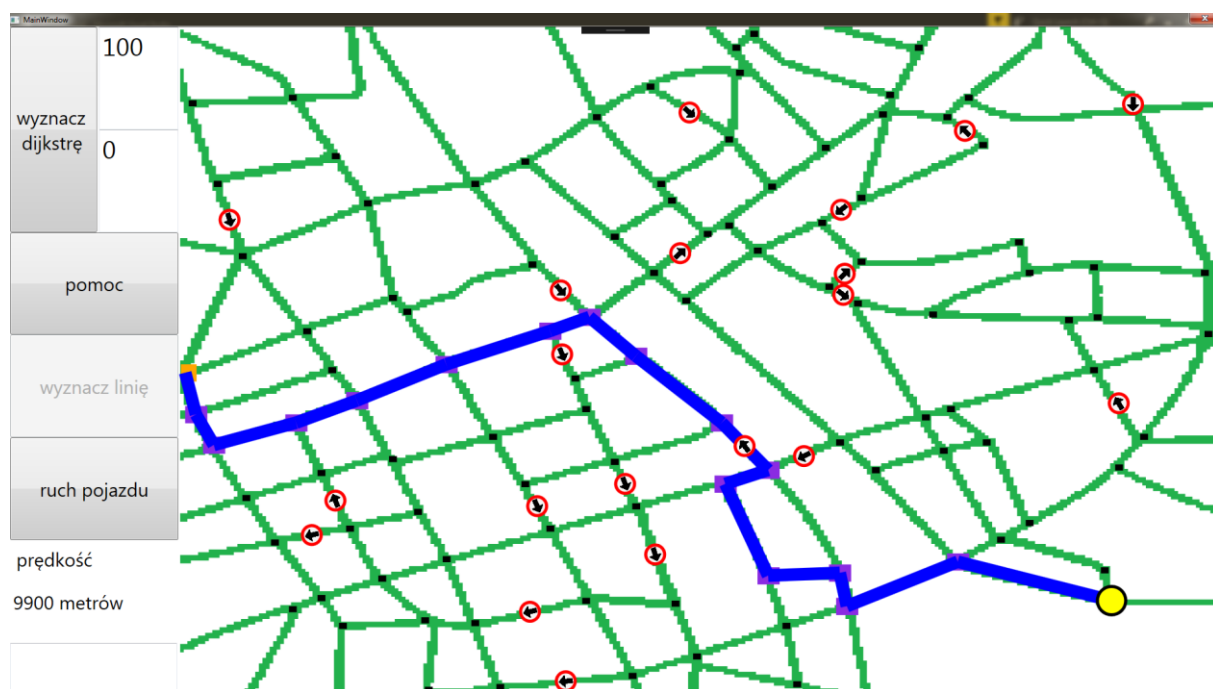 MainWindow
100
wyznacz
dijkstrę
0
pomoc
wyznacz linię
ruch pojazdu
prędkość
9900 metrów